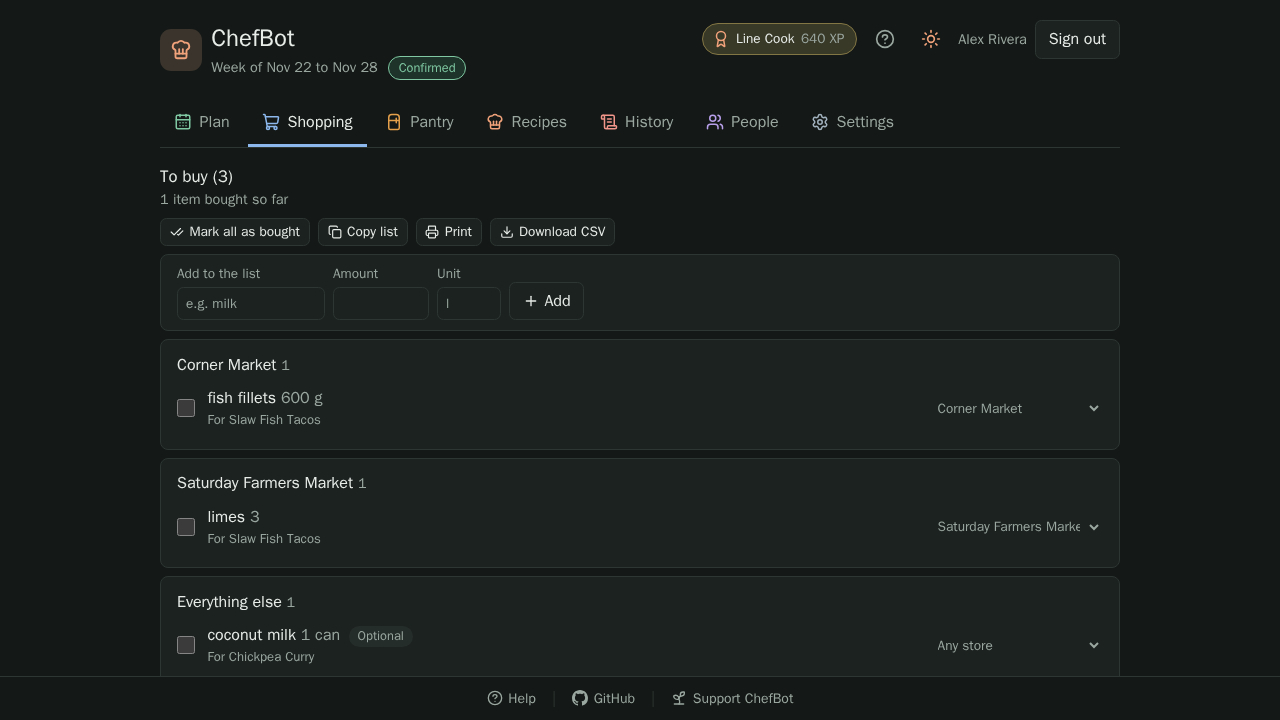 ChefBot
Week of Nov 22 to Nov 28 Confirmed
Line Cook 640 XP
Alex Rivera
Sign out
Plan
Shopping
Pantry
Recipes
History
People
Settings
To buy (3)
1 item bought so far
Mark all as bought
Copy list
Print
Download CSV
Add to the list
Amount
Unit
e.g. milk
l
Add
Corner Market 1
fish fillets 600 g
For Slaw Fish Tacos
Corner Market
Saturday Farmers Market 1
limes 3
For Slaw Fish Tacos
Saturday Farmers Marke
Everything else 1
coconut milk 1 can Optional
For Chickpea Curry
Any store
Help
GitHub
Support ChefBot